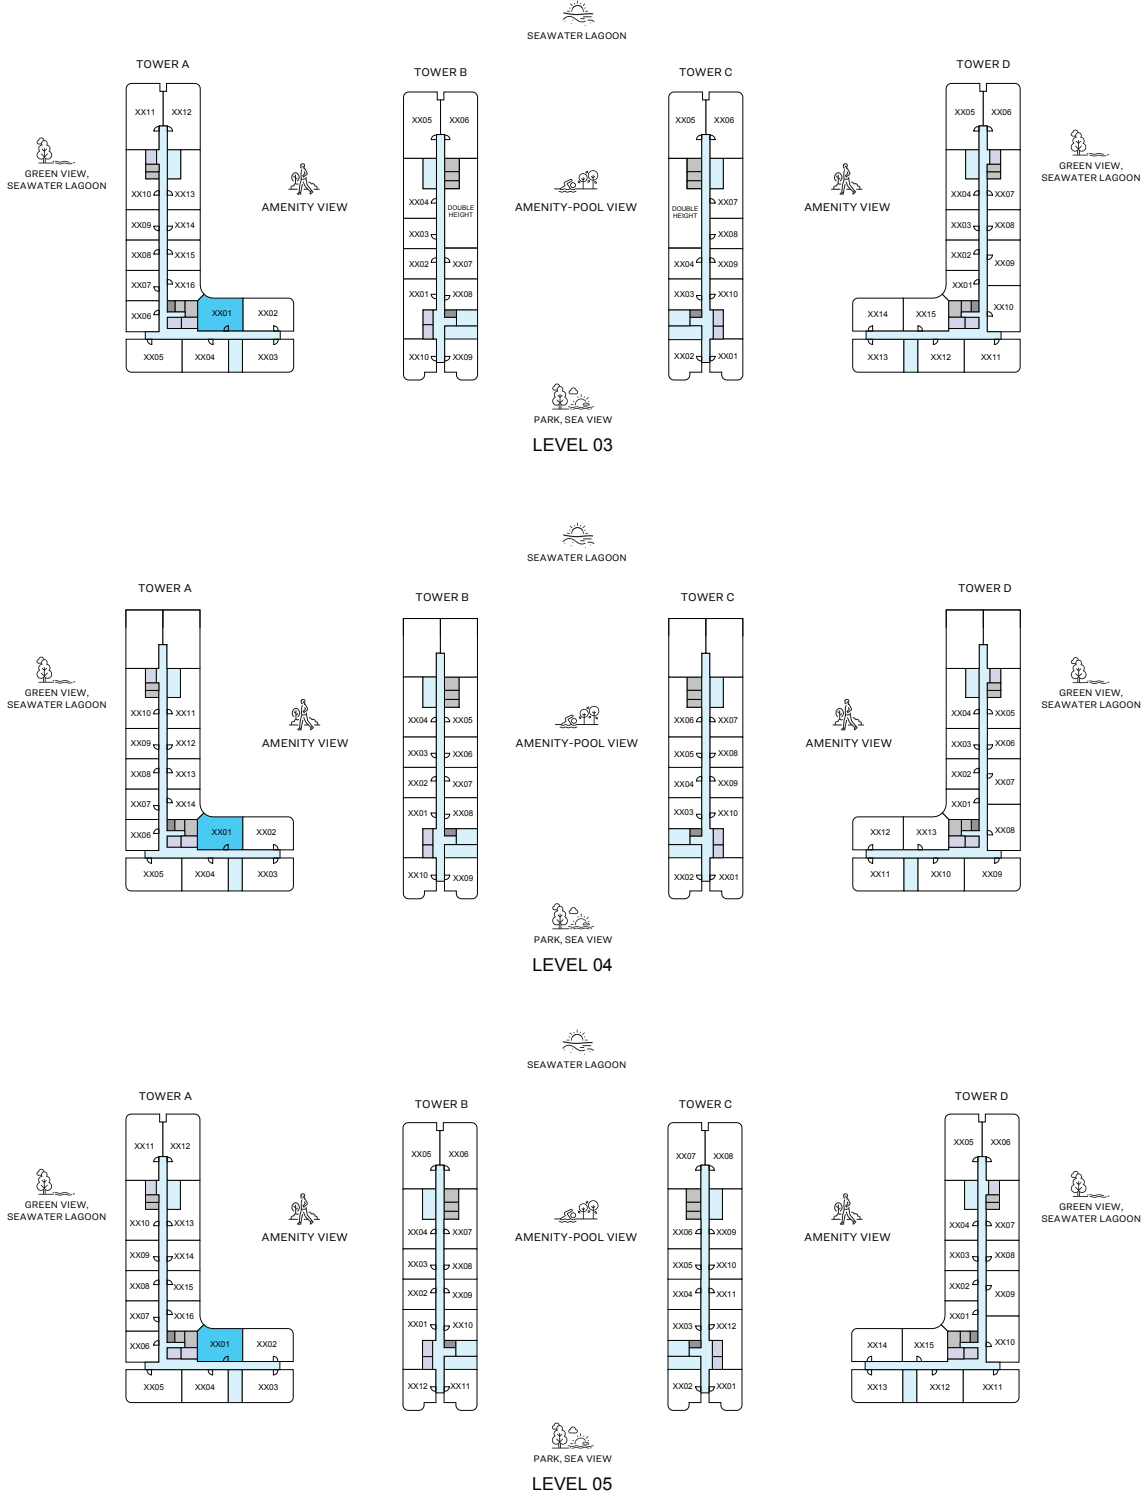 SEAWATER LAGOON
TOWER A
TOWER B
TOWER C
TOWER D
XX11
XX12
XX05
XX06
XX05
XX06
XX05
XX06
GREEN VIEW,
SEAWATER LAGOON
AMENITY VIEW
AMENITY-POOL VIEW
AMENITY VIEW
GREEN VIEW,
SEAWATER LAGOON
XX10
XX13
XX09
XX14
XX08
XX15
XX07
XX16
XX06
XX01
XX02
XX05
XX04
XX03
XX04
DOUBLE
HEIGHT
XX03
XX02
XX07
XX01
XX08
XX10
XX09
DOUBLE
HEIGHT
XX07
XX08
XX04
XX09
XX03
XX10
XX02
XX01
XX04
XX07
XX03
XX08
XX02
XX09
XX01
XX10
XX14
XX15
XX13
XX12
XX11
PARK, SEA VIEW
LEVEL 03
SEAWATER LAGOON
TOWER A
TOWER B
TOWER C
TOWER D
GREEN VIEW,
SEAWATER LAGOON
AMENITY VIEW
AMENITY-POOL VIEW
AMENITY VIEW
GREEN VIEW,
SEAWATER LAGOON
XX10
XX11
XX09
XX12
XX08
XX13
XX07
XX14
XX06
XX01
XX02
XX05
XX04
XX03
XX04
XX05
XX03
XX06
XX02
XX07
XX01
XX08
XX10
XX09
XX06
XX07
XX05
XX08
XX04
XX09
XX03
XX10
XX02
XX01
XX04
XX05
XX03
XX06
XX02
XX07
XX01
XX08
XX12
XX13
XX11
XX10
XX09
PARK, SEA VIEW
LEVEL 04
SEAWATER LAGOON
TOWER A
TOWER B
TOWER C
TOWER D
XX11
XX12
XX05
XX06
XX07
XX08
XX05
XX06
GREEN VIEW,
SEAWATER LAGOON
AMENITY VIEW
AMENITY-POOL VIEW
AMENITY VIEW
GREEN VIEW,
SEAWATER LAGOON
XX10
XX13
XX09
XX14
XX08
XX15
XX07
XX16
XX06
XX01
XX02
XX05
XX04
XX03
XX04
XX07
XX03
XX08
XX02
XX09
XX01
XX10
XX12
XX11
XX06
XX09
XX05
XX10
XX04
XX11
XX03
XX12
XX02
XX01
XX04
XX07
XX03
XX08
XX02
XX09
XX01
XX10
XX14
XX15
XX13
XX12
XX11
PARK, SEA VIEW
LEVEL 05